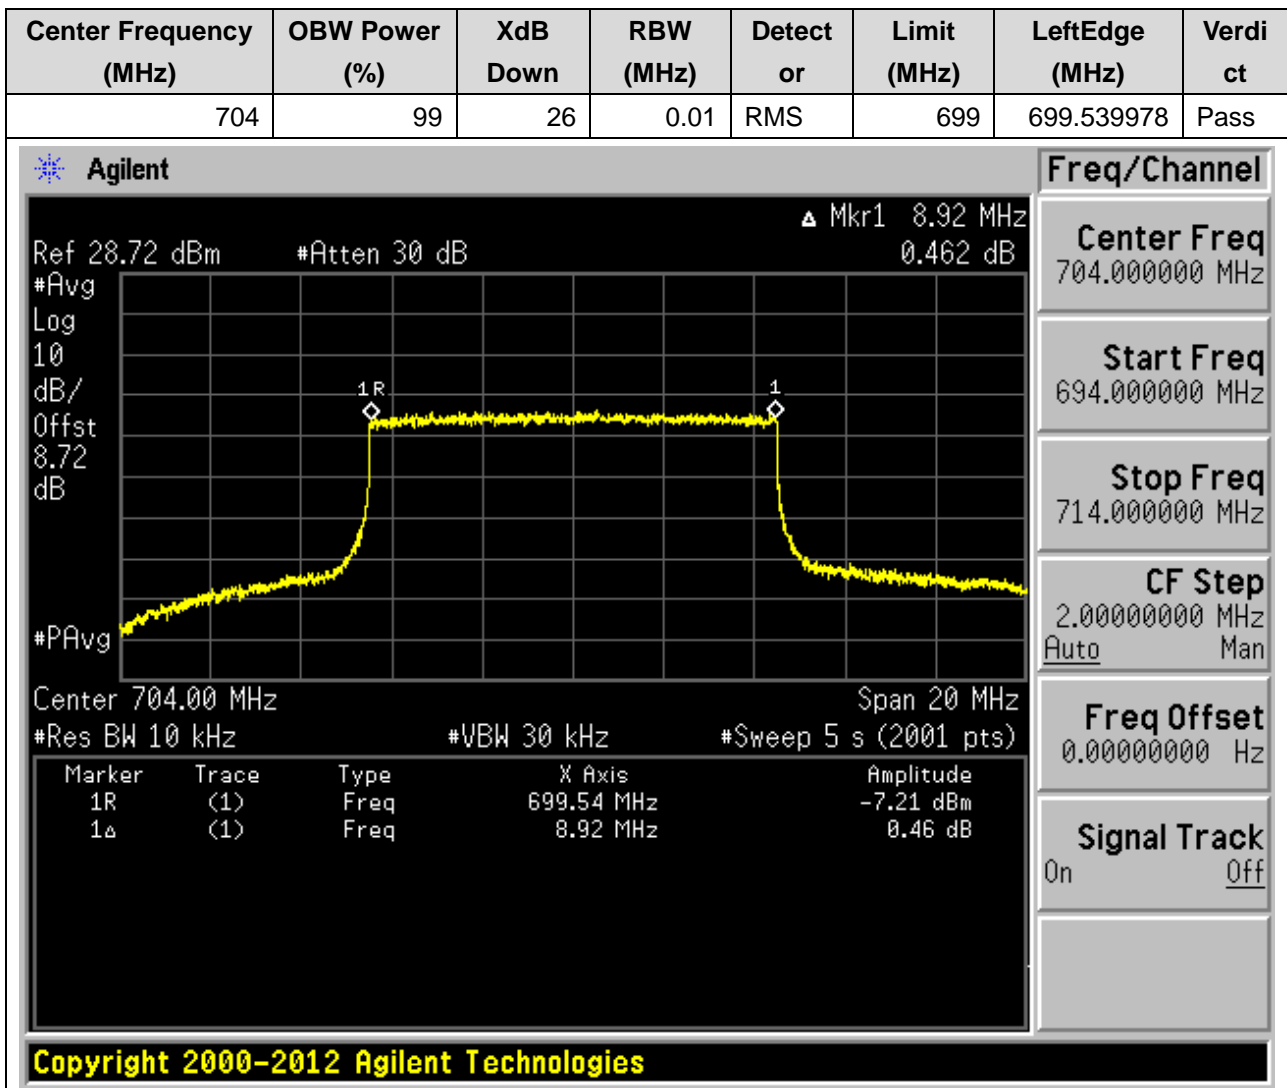 Center Frequency (MHz) OBW Power (%) XdB Down RBW (MHz) Detect or Limit (MHz) LeftEdge (MHz) Verdi ct
704 99 26 0.01 RMS 699 699.539978 Pass
Agilent
Freq/Channel
Δ Mkr1 8.92 MHz
Ref 28.72 dBm #Atten 30 dB 0.462 dB
#Avg
Log
10
dB/
Offst
8.72
dB
#PAvg
1R
1
Center 704.00 MHz Span 20 MHz
#Res BW 10 kHz #VBW 30 kHz #Sweep 5 s (2001 pts)
Marker Trace Type X Axis Amplitude
1R (1) Freq 699.54 MHz -7.21 dBm
1Δ (1) Freq 8.92 MHz 0.46 dB
Center Freq
704.000000 MHz
Start Freq
694.000000 MHz
Stop Freq
714.000000 MHz
CF Step
2.00000000 MHz
Auto Man
Freq Offset
0.00000000 Hz
Signal Track
On Off
Copyright 2000-2012 Agilent Technologies